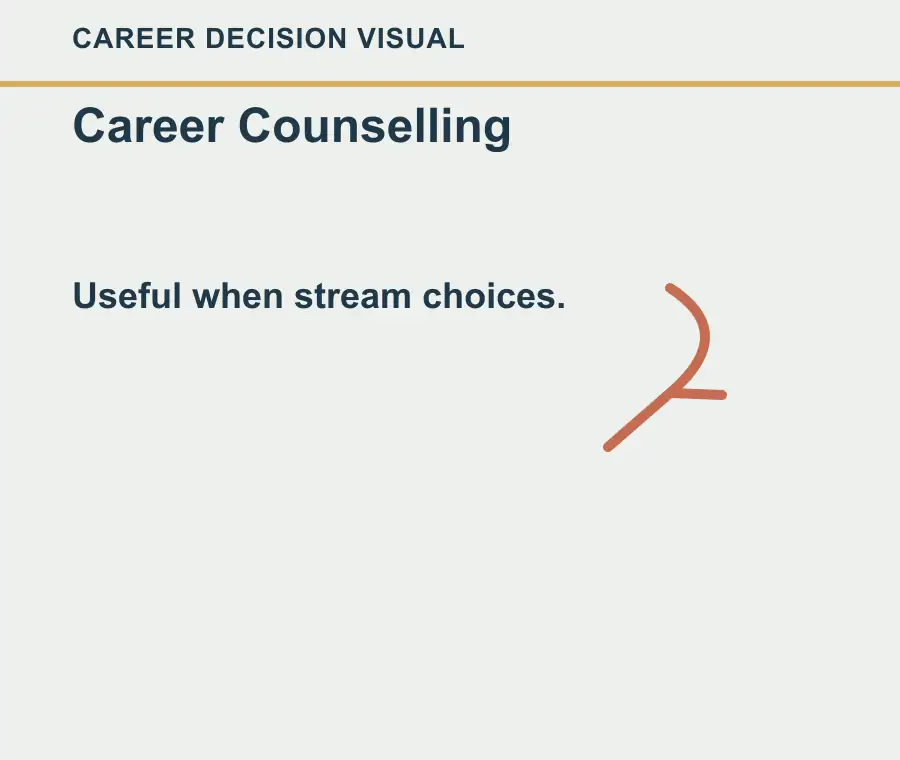 CAREER DECISION VISUAL
Career Counselling
Useful when stream choices.